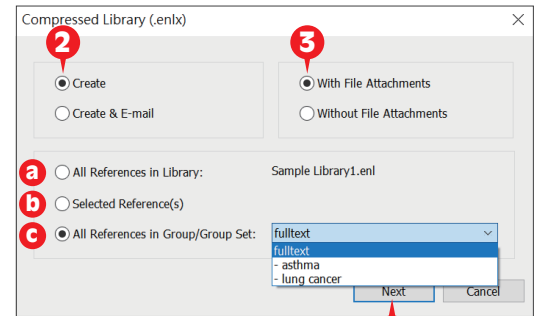 Compressed Library (.enlx)
2 3
Create With File Attachments
Create & E-mail Without File Attachments
a All References in Library: Sample Library1.enl
b Selected Reference(s)
c All References in Group/Group Set: fulltext
fulltext
- asthma
- lung cancer
Next Cancel